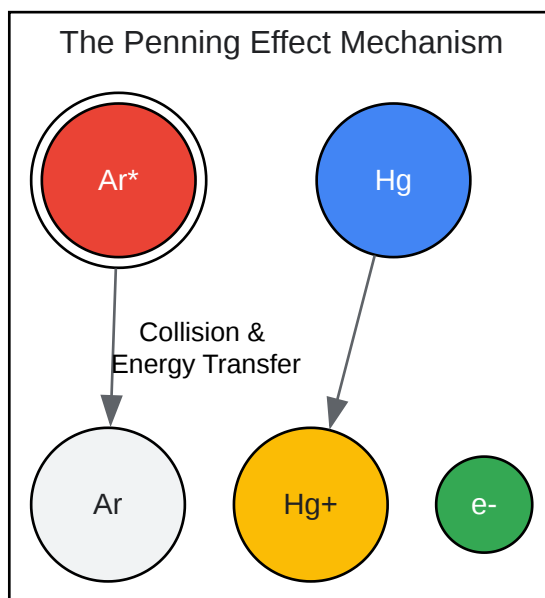 The Penning Effect Mechanism
Ar*
Hg
Collision &
Energy Transfer
Ar
Hg+
e-